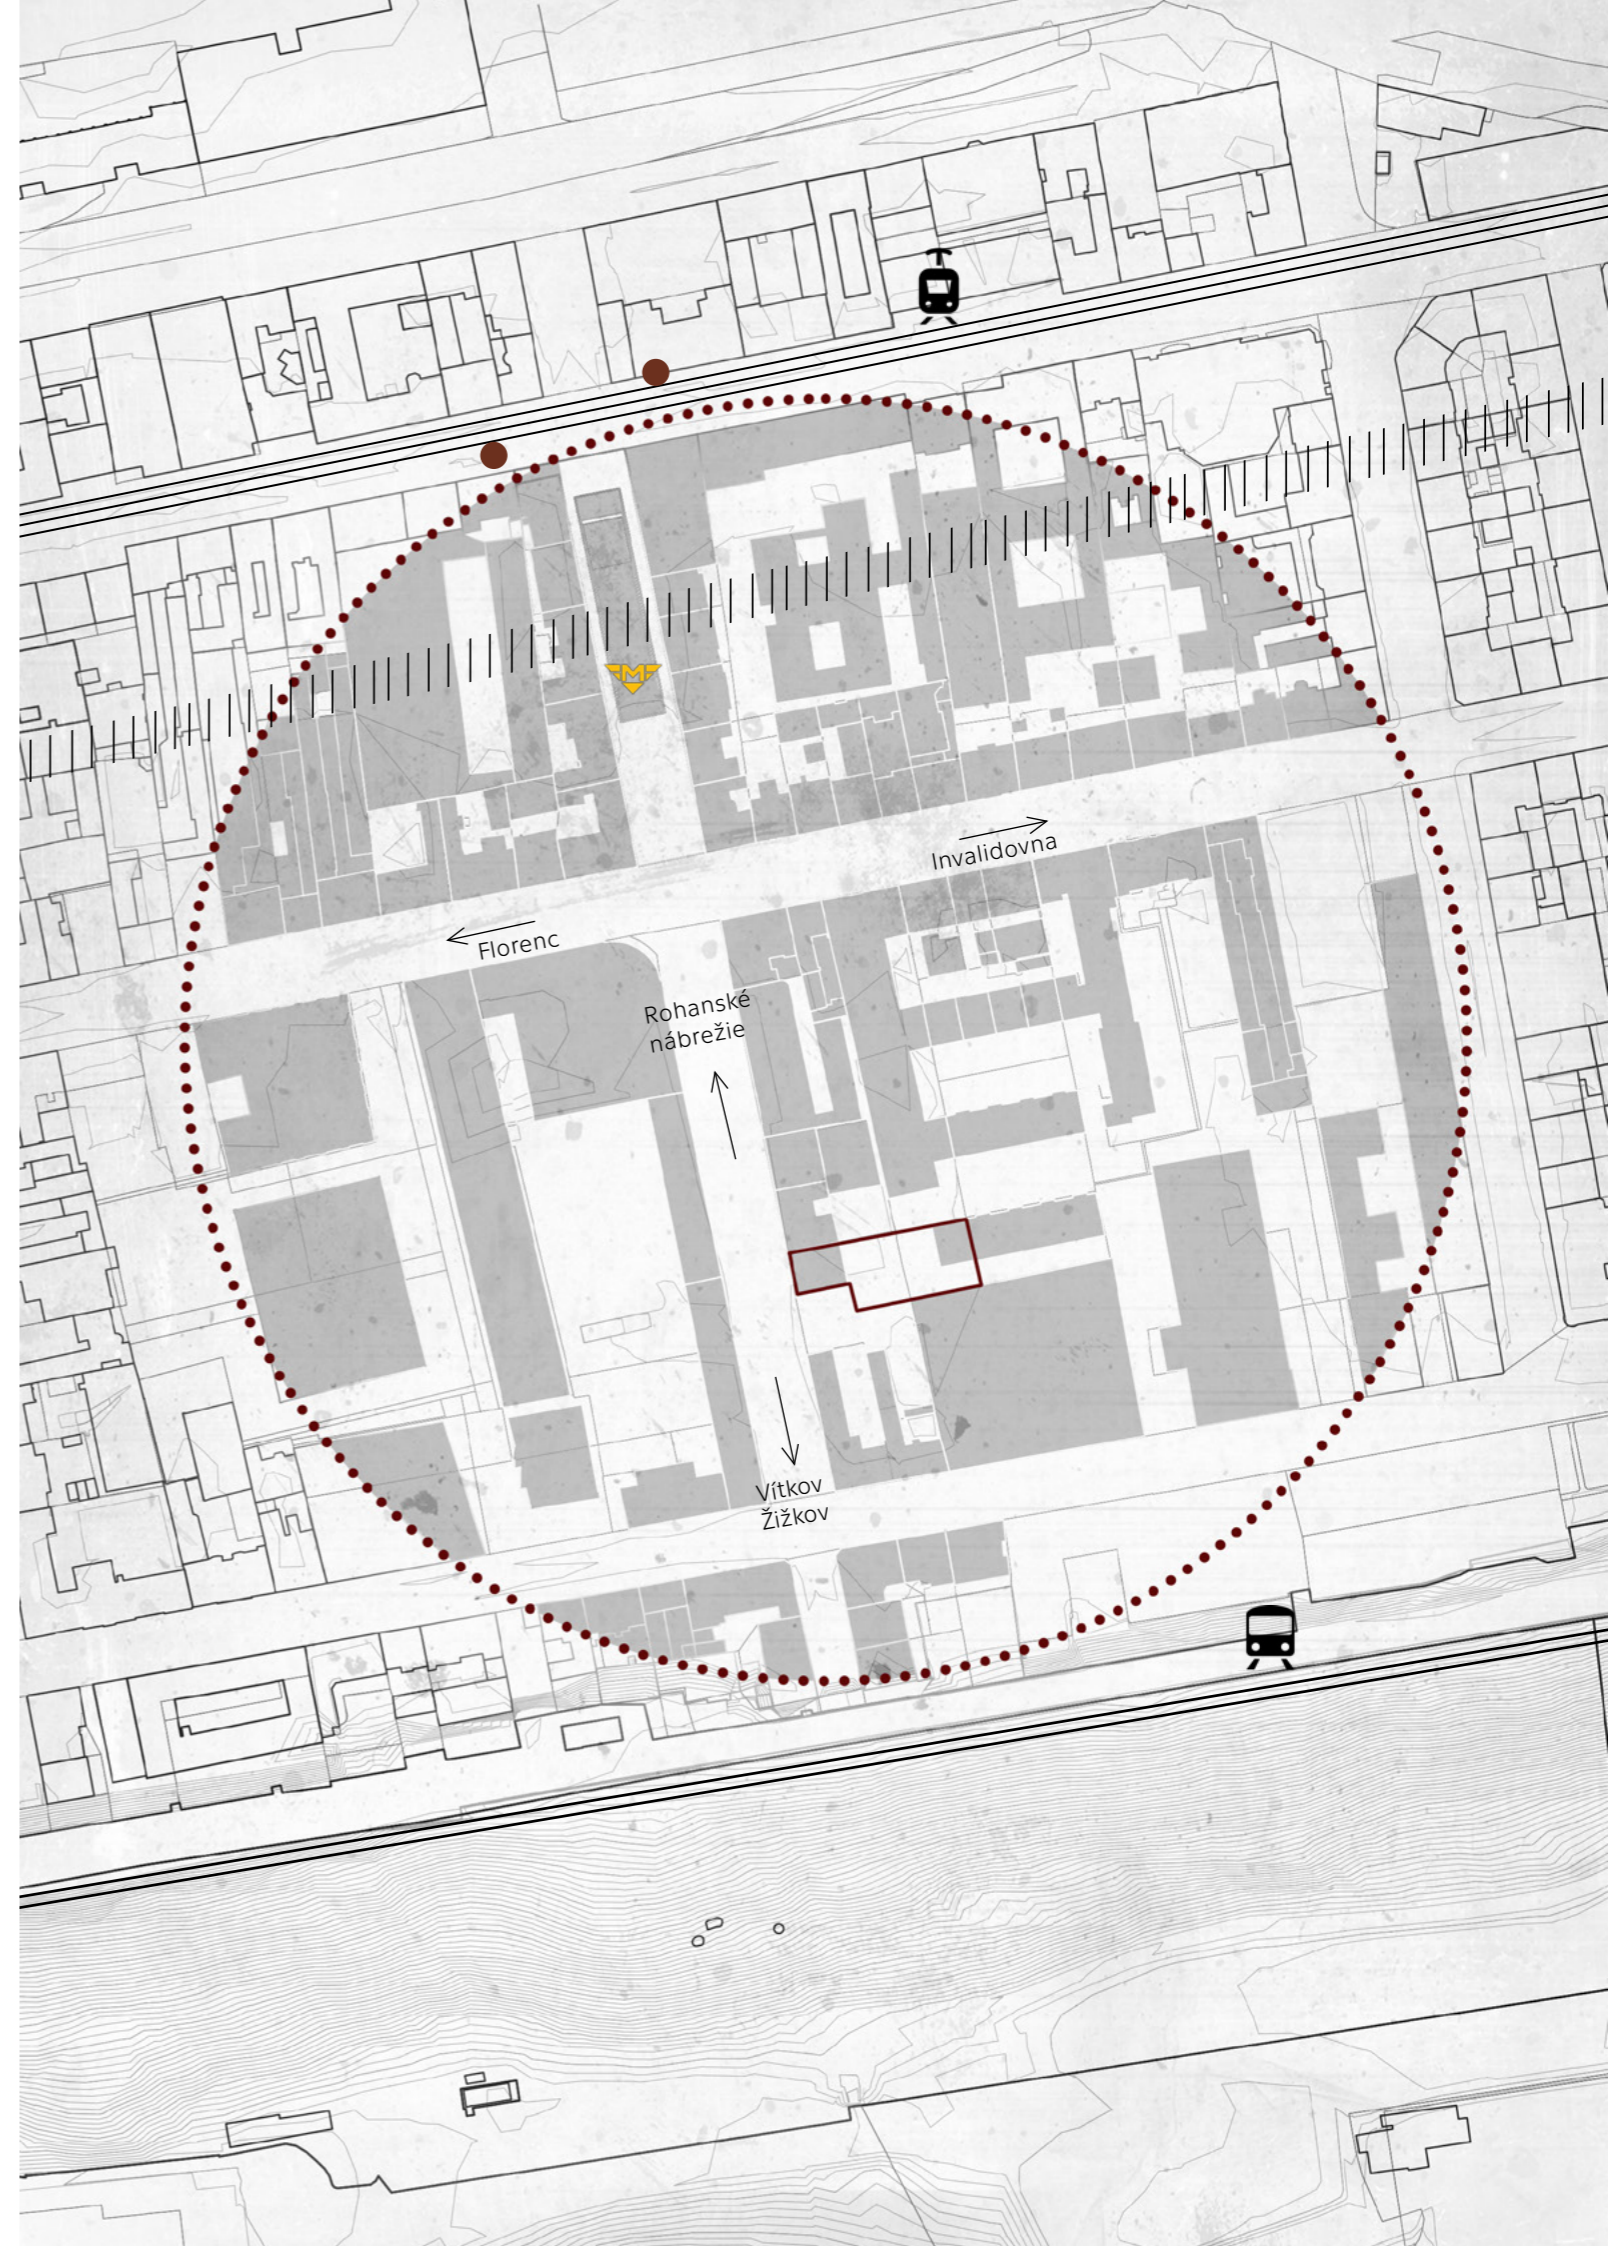 M
Invalidovna
Florenc
Rohanské
nábrežie
Vítkov
Žižkov